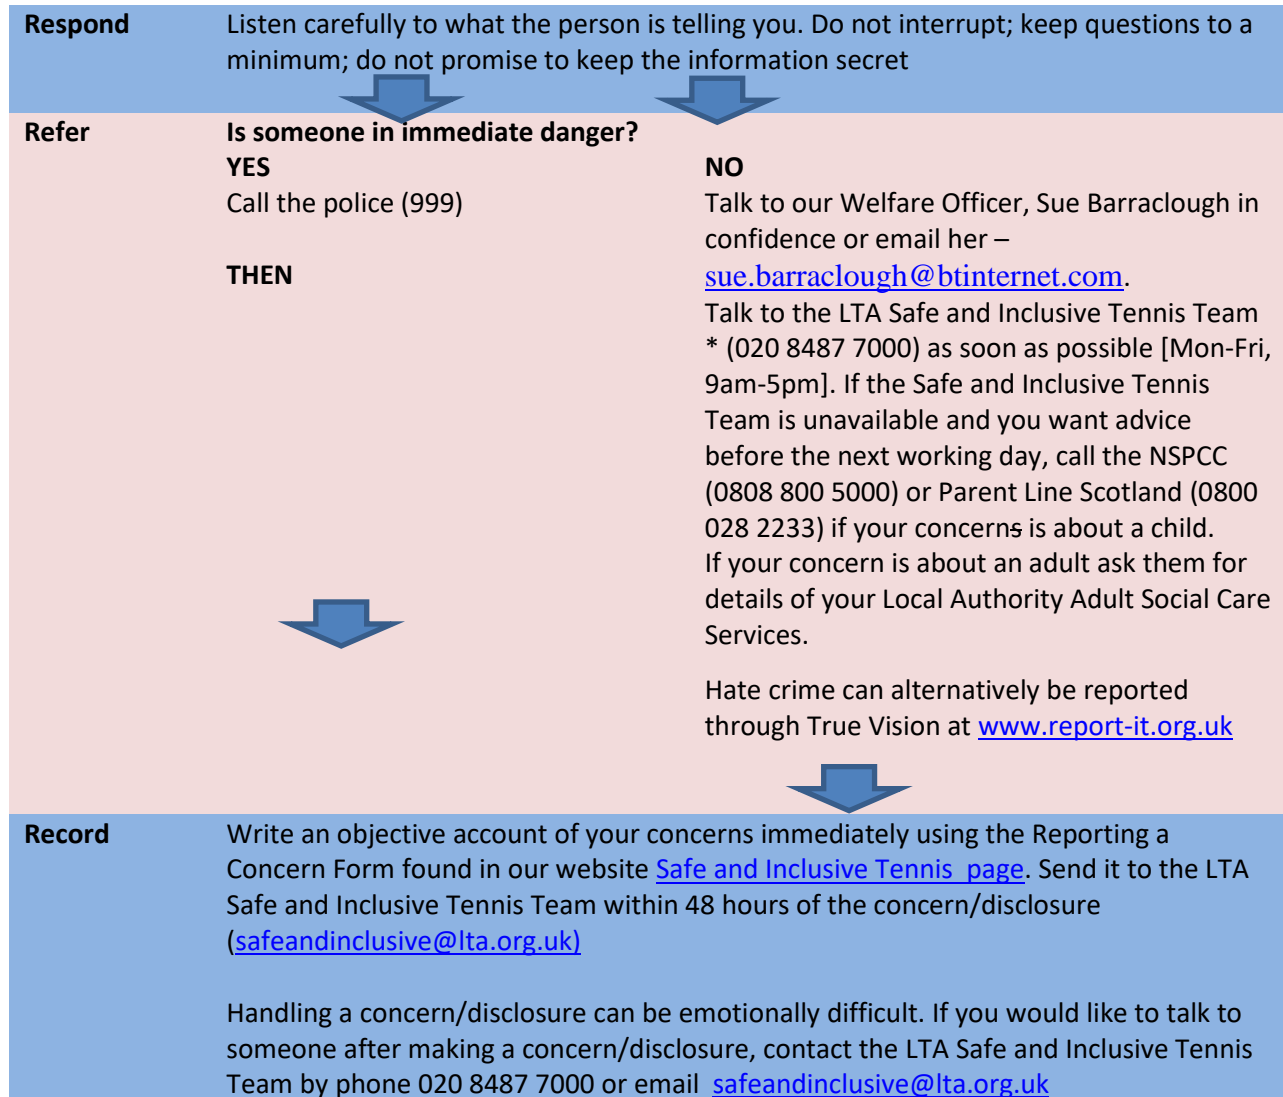 Respond
Listen carefully to what the person is telling you. Do not interrupt; keep questions to a
minimum; do not promise to keep the information secret
Refer
Is someone in immediate danger?
YES
Call the police (999)
THEN
NO
Talk to our Welfare Officer, Sue Barraclough in
confidence or email her –
sue.barraclough@btinternet.com.
Talk to the LTA Safe and Inclusive Tennis Team
* (020 8487 7000) as soon as possible [Mon-Fri,
9am-5pm]. If the Safe and Inclusive Tennis
Team is unavailable and you want advice
before the next working day, call the NSPCC
(0808 800 5000) or Parent Line Scotland (0800
028 2233) if your concerns is about a child.
If your concern is about an adult ask them for
details of your Local Authority Adult Social Care
Services.
Hate crime can alternatively be reported
through True Vision at www.report-it.org.uk
Record
Write an objective account of your concerns immediately using the Reporting a
Concern Form found in our website Safe and Inclusive Tennis  page. Send it to the LTA
Safe and Inclusive Tennis Team within 48 hours of the concern/disclosure
(safeandinclusive@lta.org.uk)
Handling a concern/disclosure can be emotionally difficult. If you would like to talk to
someone after making a concern/disclosure, contact the LTA Safe and Inclusive Tennis
Team by phone 020 8487 7000 or email  safeandinclusive@lta.org.uk